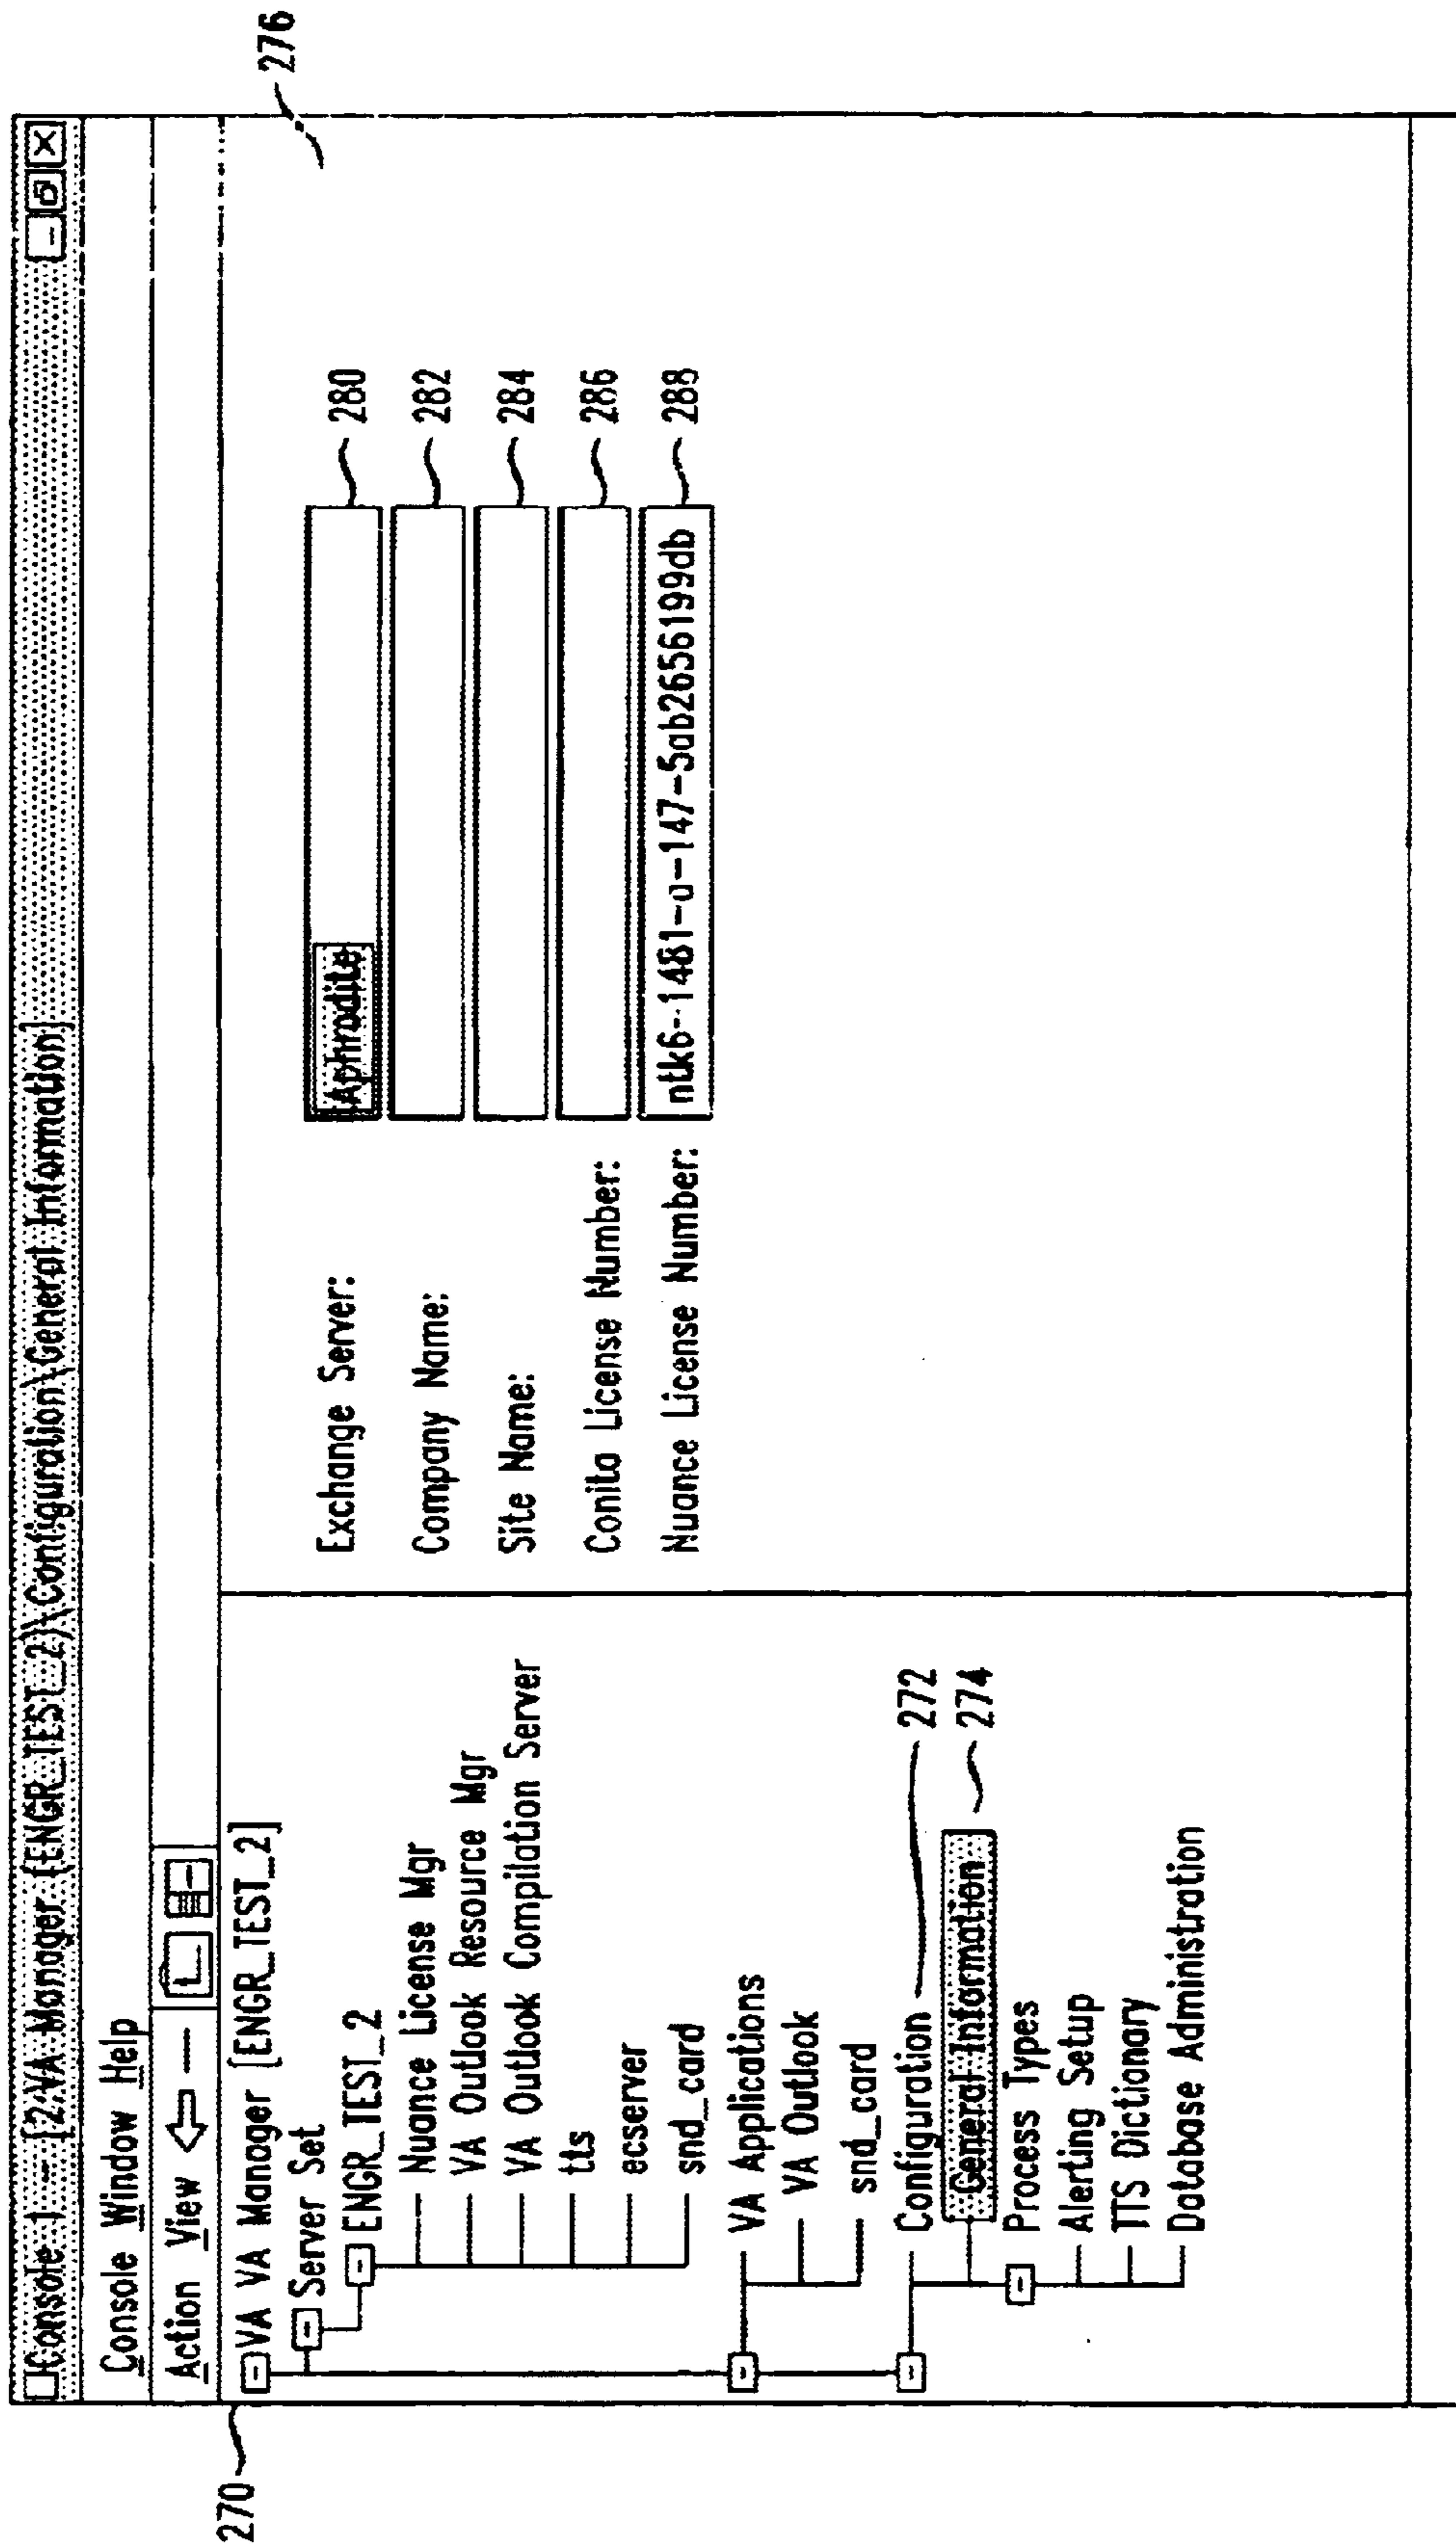 Console 1 - [2:VA Manager (ENGR_TEST_2)\Configuration\General Information]
Console Window Help
Action View
276
270
VA VA Manager [ENGR_TEST_2]
Server Set
ENGR_TEST_2
Nuance License Mgr
VA Outlook Resource Mgr
VA Outlook Compilation Server
tts
ecserver
snd_card
VA Applications
VA Outlook
snd_card
Configuration 272
General Information 274
Process Types
Alerting Setup
TTS Dictionary
Database Administration
Exchange Server: Aphrodite 280
Company Name: 282
Site Name: 284
Conita License Number: 286
Nuance License Number: ntk6-1481-a-147-5ab2656199db 288